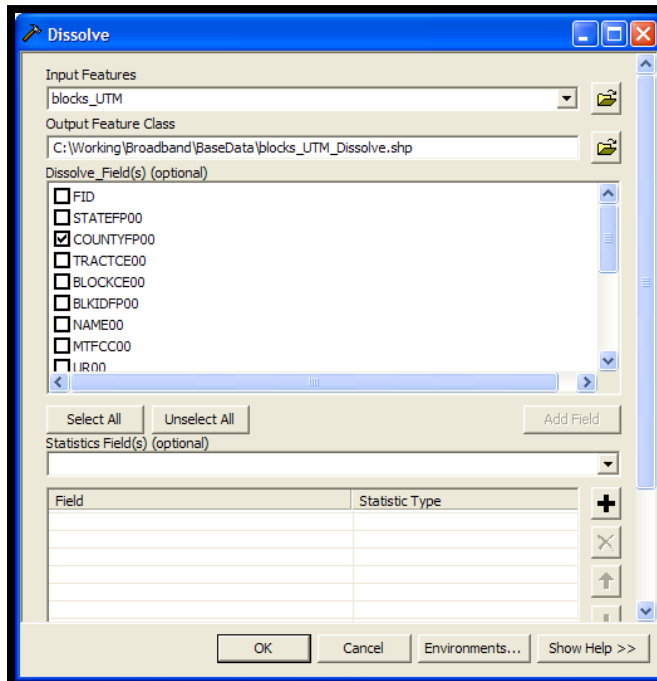 Dissolve
Input Features
blocks_UTM
Output Feature Class
C:\Working\Broadband\BaseData\blocks_UTM_Dissolve.shp
Dissolve_Field(s) (optional)
FID
STATEFP00
COUNTYFP00
TRACTCE00
BLOCKCE00
BLKIDFP00
NAME00
MTFCC00
UR00
Select All Unselect All Add Field
Statistics Field(s) (optional)
Field Statistic Type
OK Cancel Environments... Show Help >>